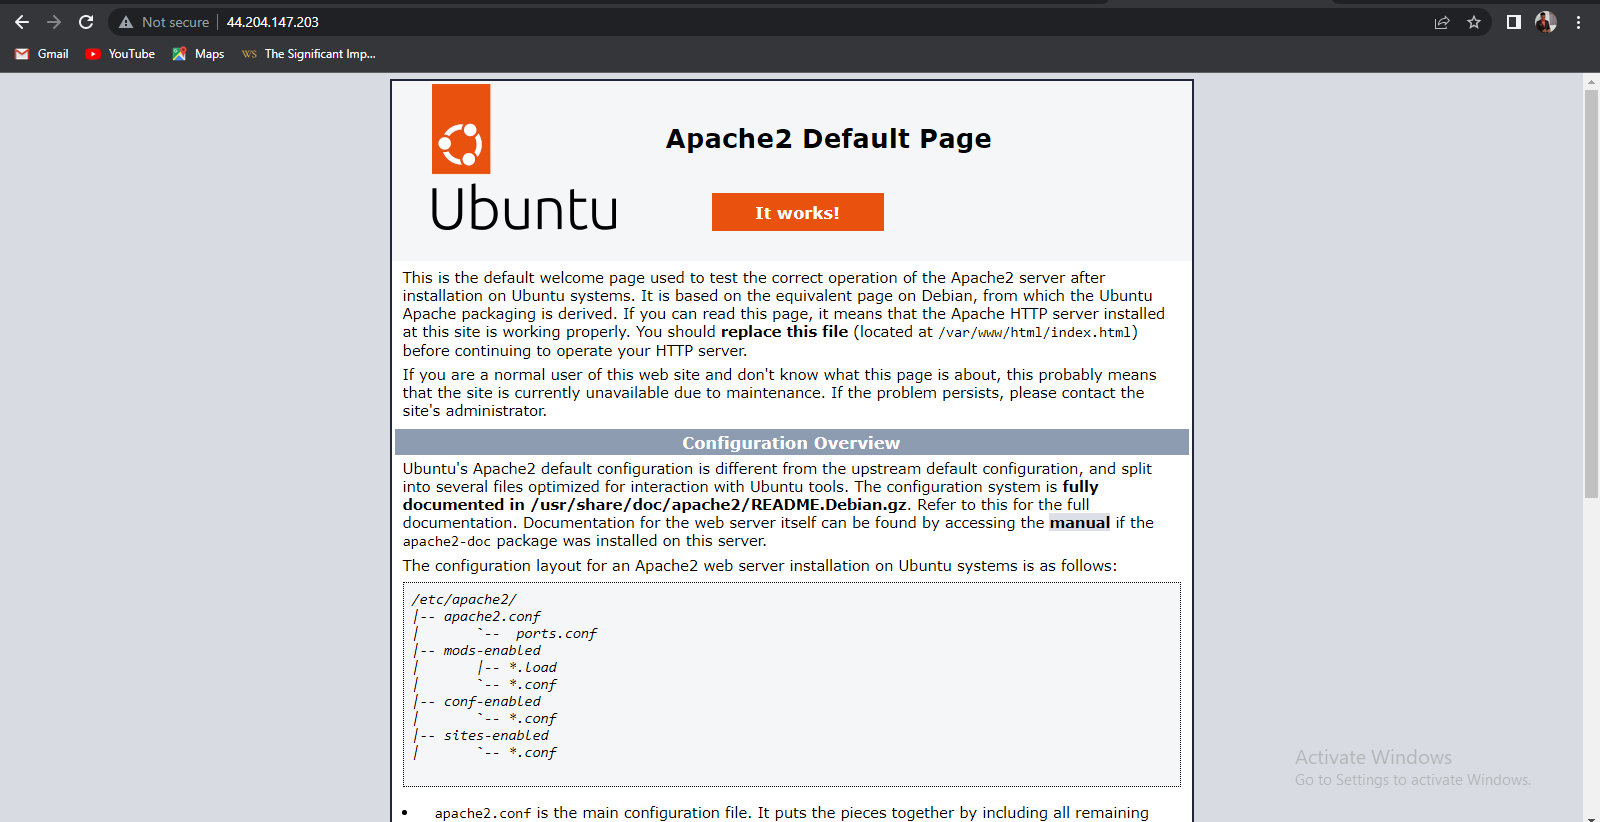 Not secure | 44.204.147.203
Gmail YouTube Maps WS The Significant Imp...
Apache2 Default Page
Ubuntu
It works!
This is the default welcome page used to test the correct operation of the Apache2 server after
installation on Ubuntu systems. It is based on the equivalent page on Debian, from which the Ubuntu
Apache packaging is derived. If you can read this page, it means that the Apache HTTP server installed
at this site is working properly. You should replace this file (located at /var/www/html/index.html)
before continuing to operate your HTTP server.
If you are a normal user of this web site and don't know what this page is about, this probably means
that the site is currently unavailable due to maintenance. If the problem persists, please contact the
site's administrator.
Configuration Overview
Ubuntu's Apache2 default configuration is different from the upstream default configuration, and split
into several files optimized for interaction with Ubuntu tools. The configuration system is fully
documented in /usr/share/doc/apache2/README.Debian.gz. Refer to this for the full
documentation. Documentation for the web server itself can be found by accessing the manual if the
apache2-doc package was installed on this server.
The configuration layout for an Apache2 web server installation on Ubuntu systems is as follows:
/etc/apache2/
|-- apache2.conf
|       `--  ports.conf
|-- mods-enabled
|       |-- *.load
|       `-- *.conf
|-- conf-enabled
|       `-- *.conf
|-- sites-enabled
|       `-- *.conf
• apache2.conf is the main configuration file. It puts the pieces together by including all remaining
Activate Windows
Go to Settings to activate Windows.